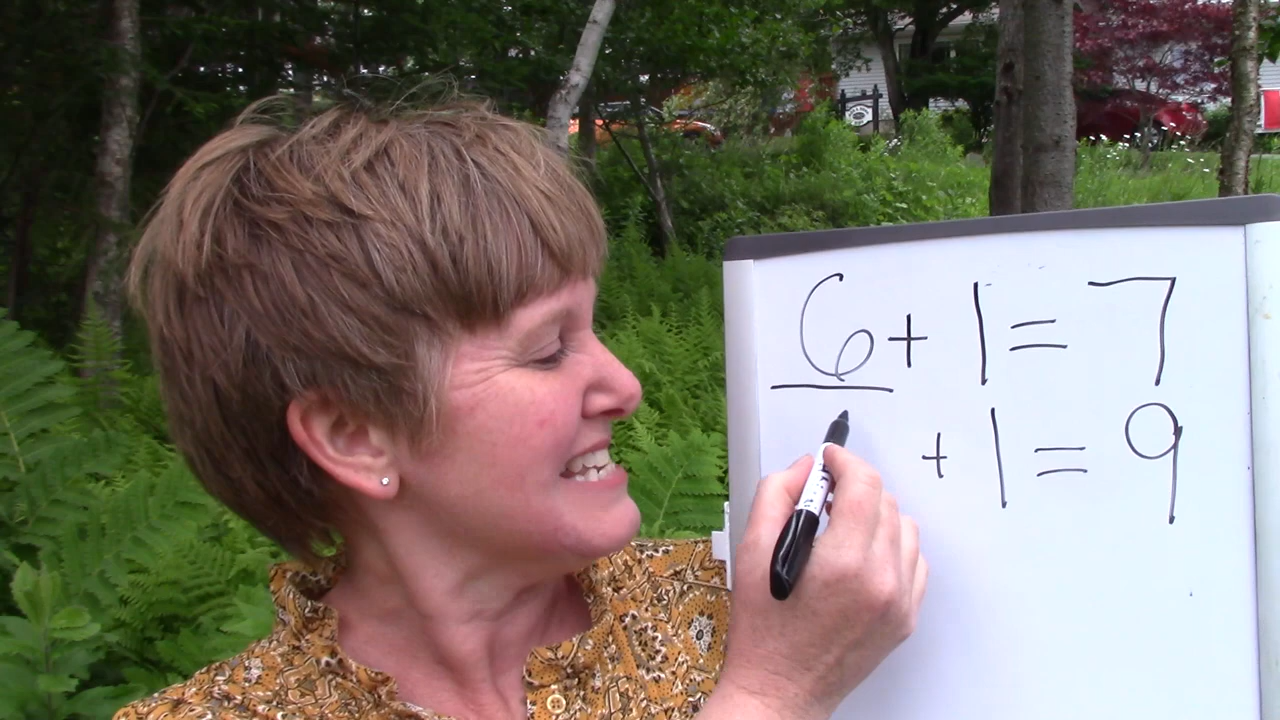 6 + 1 = 7
+ 1 = 9